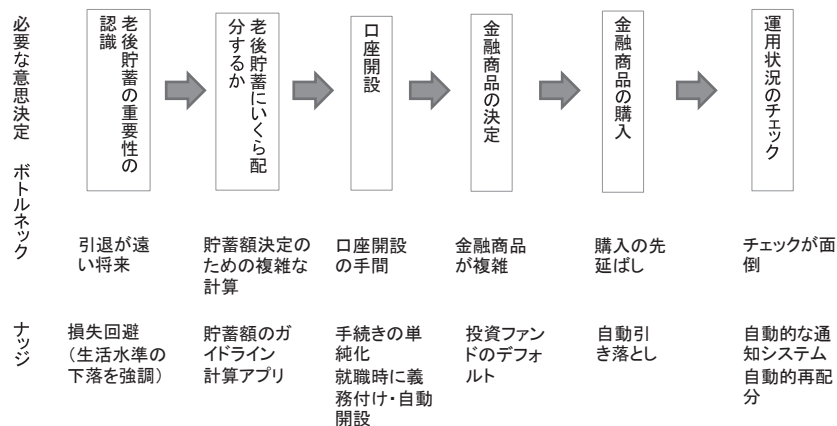 必要な意思決定
老後貯蓄の重要性の
認識
老後貯蓄にいくら配
分するか
口座開設
金融商品の決定
金融商品の購入
運用状況のチェック
ボトルネック
引退が遠
い将来
貯蓄額決定の
ための複雑な
計算
口座開設
の手間
金融商品
が複雑
購入の先
延ばし
チェックが面
倒
ナッジ
損失回避
(生活水準の
下落を強調)
貯蓄額のガ
イドライン
計算アプリ
手続きの単
純化
就職時に義
務付け・自動
開設
投資ファン
ドのデフォ
ルト
自動引
き落とし
自動的な通
知システム
自動的再配
分